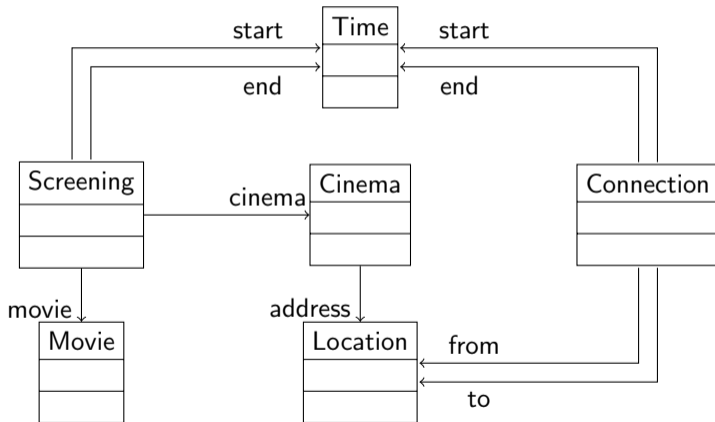 Time
start
start
end
end
Screening
Cinema
Connection
cinema
movie
address
Movie
Location
from
to